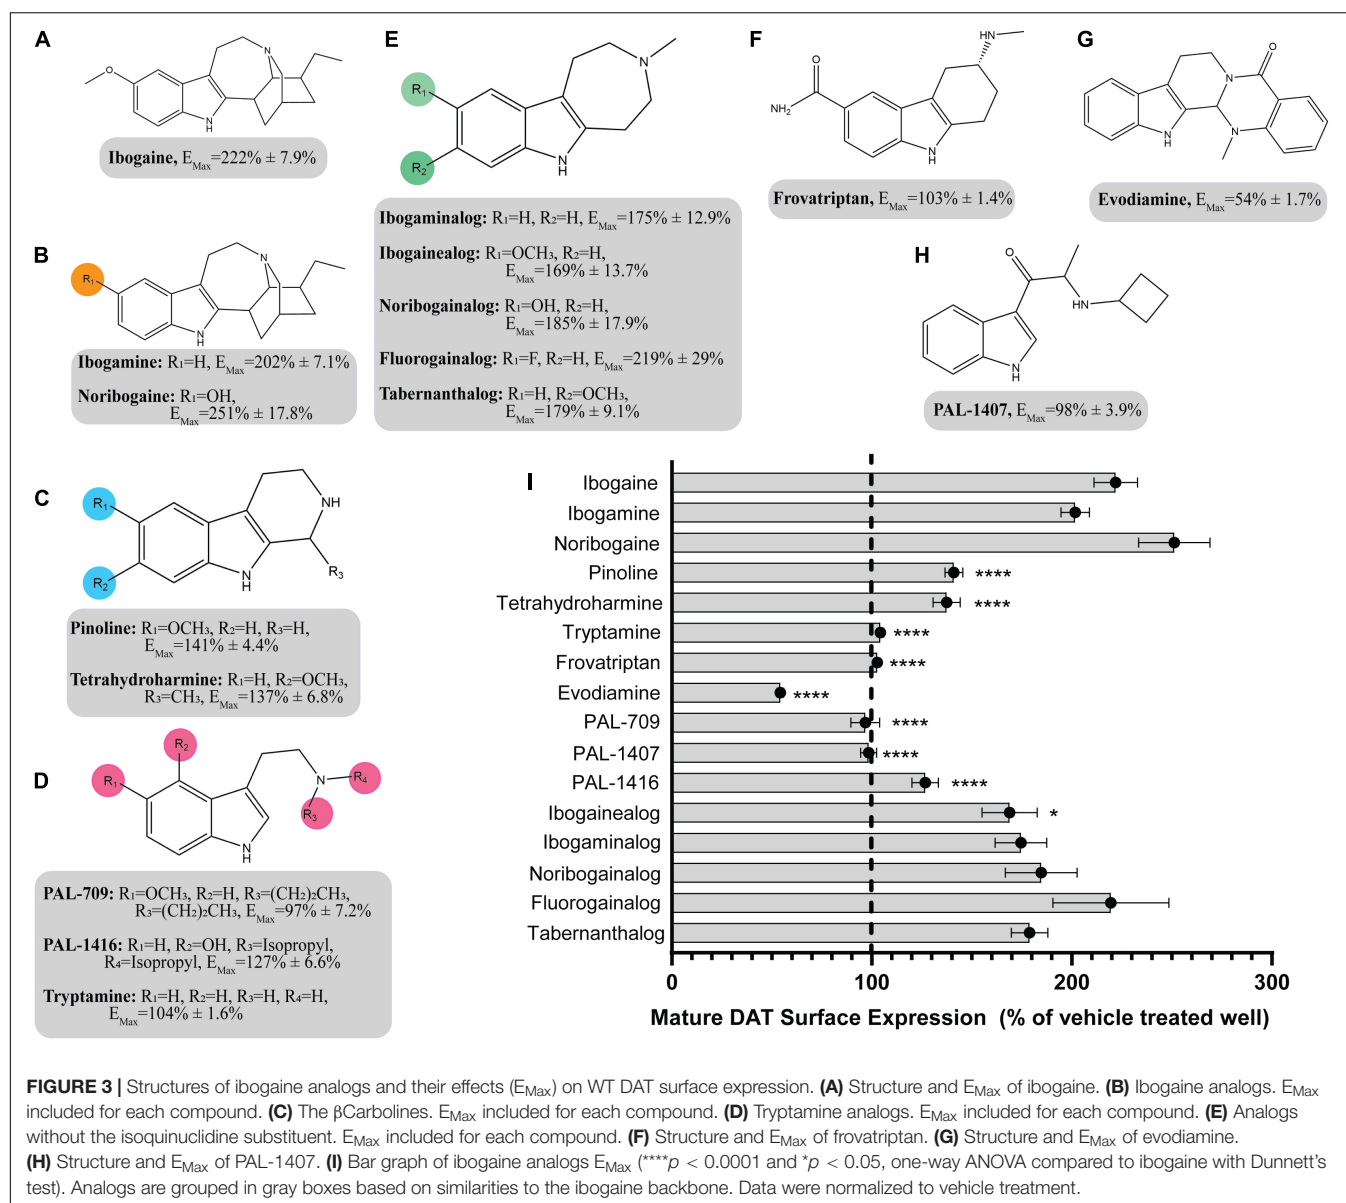 A
O
N
N
H
Ibogaine, EMax=222% ± 7.9%
B
R1
N
N
H
Ibogamine: R1=H, EMax=202% ± 7.1%
Noribogaine: R1=OH,
EMax=251% ± 17.8%
C
R1
R2
NH
N
H
R3
Pinoline: R1=OCH3, R2=H, R3=H,
EMax=141% ± 4.4%
Tetrahydroharmine: R1=H, R2=OCH3,
R3=CH3, EMax=137% ± 6.8%
D
R2
R1
N
R4
R3
N
H
PAL-709: R1=OCH3, R2=H, R3=(CH2)2CH3,
R3=(CH2)2CH3, EMax=97% ± 7.2%
PAL-1416: R1=H, R2=OH, R3=Isopropyl,
R4=Isopropyl, EMax=127% ± 6.6%
Tryptamine: R1=H, R2=H, R3=H, R4=H,
EMax=104% ± 1.6%
E
R1
R2
N
N
H
Ibogaminalog: R1=H, R2=H, EMax=175% ± 12.9%
Ibogainealog: R1=OCH3, R2=H,
EMax=169% ± 13.7%
Noribogainalog: R1=OH, R2=H,
EMax=185% ± 17.9%
Fluorogainalog: R1=F, R2=H, EMax=219% ± 29%
Tabernanthalog: R1=H, R2=OCH3,
EMax=179% ± 9.1%
F
HN
O
NH2
N
H
Frovatriptan, EMax=103% ± 1.4%
G
O
N
N
H
N
Evodiamine, EMax=54% ± 1.7%
H
O
HN
N
H
PAL-1407, EMax=98% ± 3.9%
I
Ibogaine
Ibogamine
Noribogaine
Pinoline ****
Tetrahydroharmine ****
Tryptamine ****
Frovatriptan ****
Evodiamine ****
PAL-709 ****
PAL-1407 ****
PAL-1416 ****
Ibogainealog *
Ibogaminalog
Noribogainalog
Fluorogainalog
Tabernanthalog
0 100 200 300
Mature DAT Surface Expression (% of vehicle treated well)
FIGURE 3 | Structures of ibogaine analogs and their effects (EMax) on WT DAT surface expression. (A) Structure and EMax of ibogaine. (B) Ibogaine analogs. EMax
included for each compound. (C) The βCarbolines. EMax included for each compound. (D) Tryptamine analogs. EMax included for each compound. (E) Analogs
without the isoquinuclidine substituent. EMax included for each compound. (F) Structure and EMax of frovatriptan. (G) Structure and EMax of evodiamine.
(H) Structure and EMax of PAL-1407. (I) Bar graph of ibogaine analogs EMax (****p < 0.0001 and *p < 0.05, one-way ANOVA compared to ibogaine with Dunnett’s
test). Analogs are grouped in gray boxes based on similarities to the ibogaine backbone. Data were normalized to vehicle treatment.